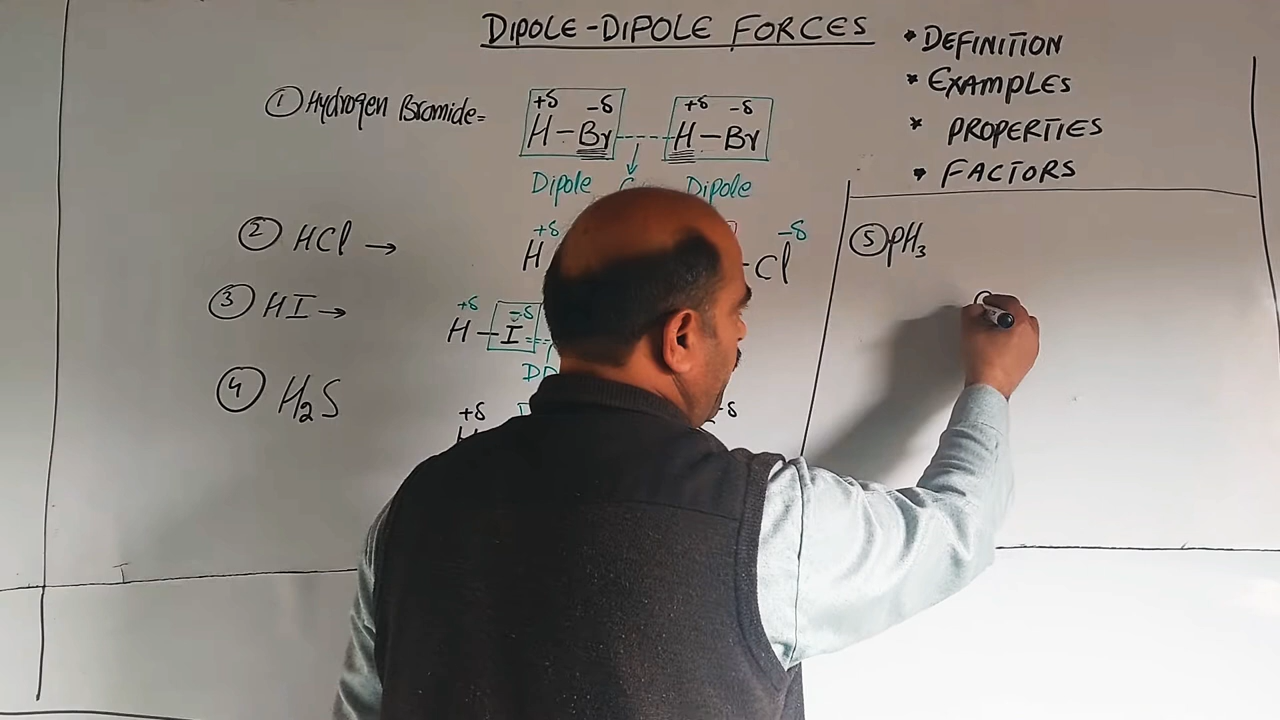 DIPOLE-DIPOLE FORCES
* DEFINITION
* EXAMPLES
* PROPERTIES
* FACTORS
① Hydrogen Bromide =
+δ -δ +δ -δ
H-Br---- H-Br
Dipole Dipole
② HCl →
+δ -δ
H -Cl
③ HI →
+δ -δ
H-I--
④ H₂S
+δ -δ
⑤ PH₃